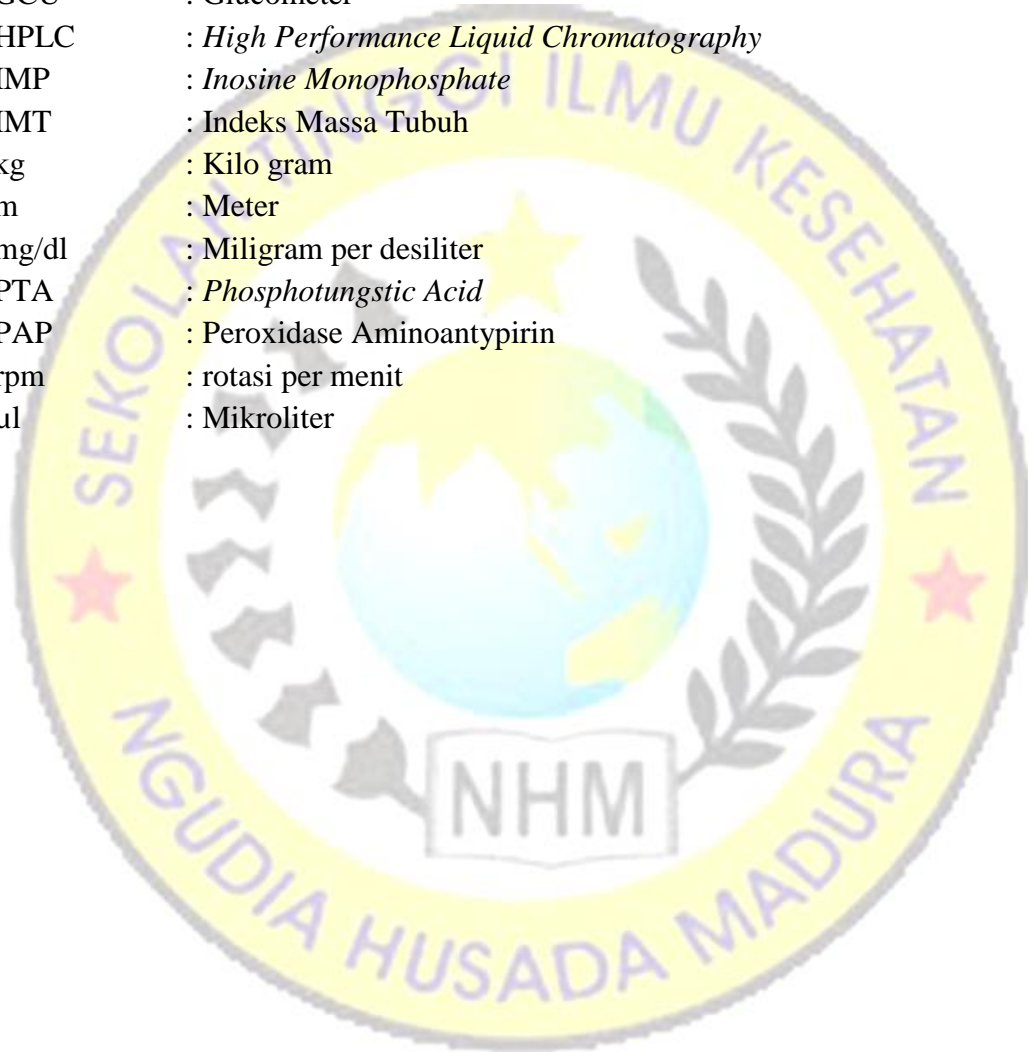 : Glucometer
HPLC : High Performance Liquid Chromatography
IMP : Inosine Monophosphate
IMT : Indeks Massa Tubuh
kg : Kilo gram
m : Meter
mg/dl : Miligram per desiliter
PTA : Phosphotungstic Acid
PAP : Peroxidase Aminoantypirin
rpm : rotasi per menit
ul : Mikroliter
SEKOLAH TINGGI ILMU KESEHATAN
NHM
NGUDIA HUSADA MADURA